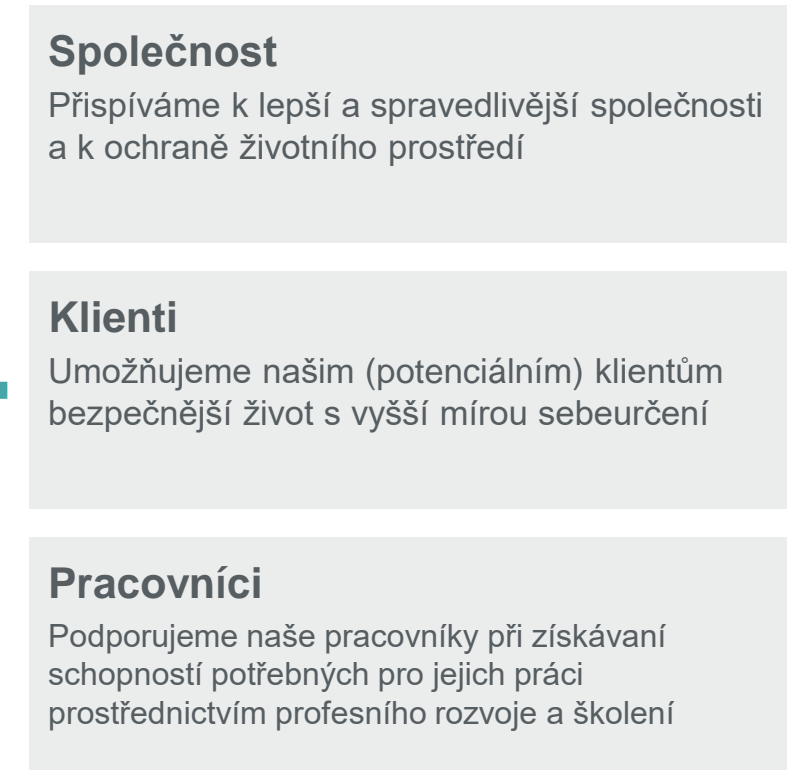 Společnost
Přispíváme k lepší a spravedlivější společnosti
a k ochraně životního prostředí
Klienti
Umožňujeme našim (potenciálním) klientům
bezpečnější život s vyšší mírou sebeurčení
Pracovníci
Podporujeme naše pracovníky při získávaní
schopností potřebných pro jejich práci
prostřednictvím profesního rozvoje a školení